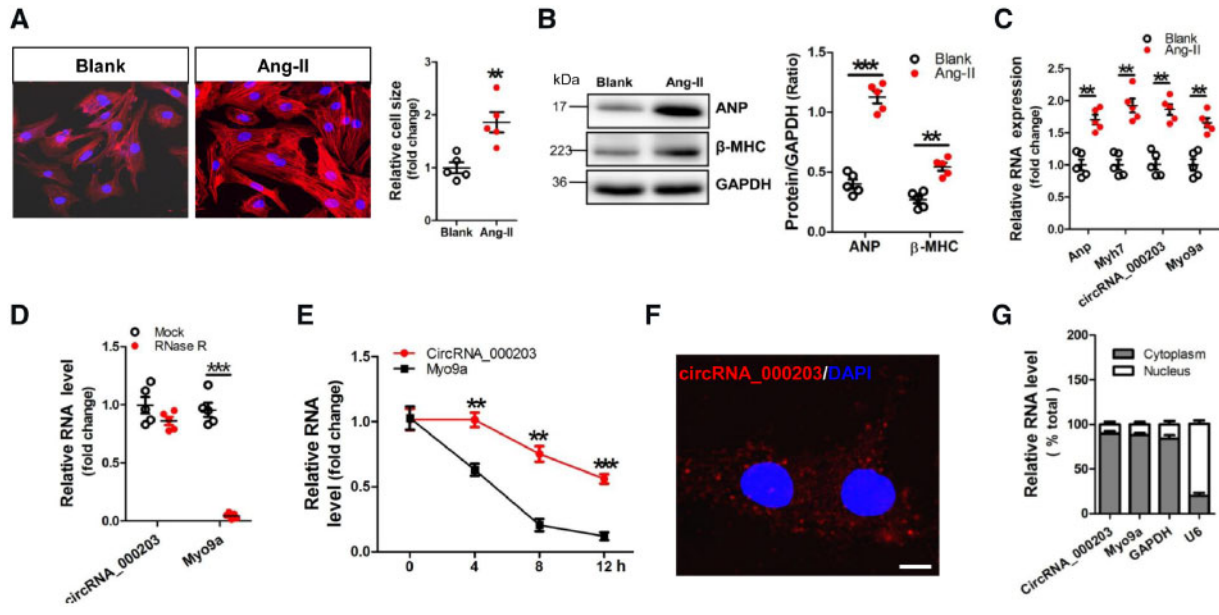 A
Blank
Ang-II
Relative cell size
(fold change)
3
2
1
0
**
Blank Ang-II
B
kDa
Blank Ang-II
17
ANP
223
β-MHC
36
GAPDH
Protein/GAPDH (Ratio)
Blank
Ang-II
1.5
1.2
0.9
0.6
0.3
0.0
***
**
ANP β-MHC
C
Blank
Ang-II
Relative RNA expression
(fold change)
2.5
2.0
1.5
1.0
0.5
** ** ** **
Anp
Myh7
circRNA_000203
Myo9a
D
Mock
RNase R
Relative RNA level
(fold change)
1.5
1.0
0.5
0.0
***
circRNA_000203
Myo9a
E
CircRNA_000203
Myo9a
Relative RNA
level (fold change)
1.5
1.0
0.5
0.0
**
**
***
0 4 8 12 h
F
circRNA_000203/DAPI
G
Cytoplasm
Nucleus
Relative RNA level
( % total )
200
150
100
50
0
CircRNA_000203
Myo9a
GAPDH
U6